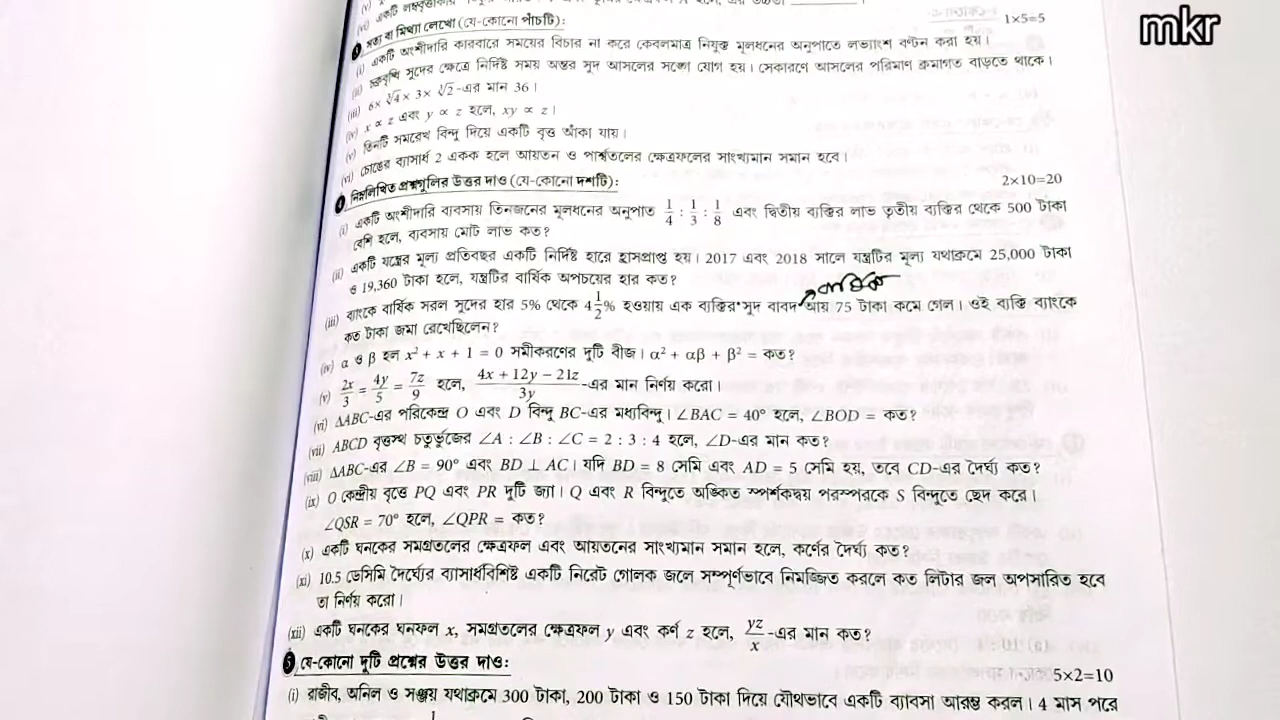 mkr
(vi) একটি লম্ববৃত্তাকার
সত্য বা মিথ্যা লেখো (যে-কোনো পাঁচটি): 1×5=5
(i) একটি অংশীদারি কারবারে সময়ের বিচার না করে কেবলমাত্র নিযুক্ত মূলধনের অনুপাতে লভ্যাংশ বণ্টন করা হয়।
(ii) চক্রবৃদ্ধি সুদের ক্ষেত্রে নির্দিষ্ট সময় অন্তর সুদ আসলের সঙ্গে যোগ হয়। সেকারণে আসলের পরিমাণ ক্রমাগত বাড়তে থাকে।
(iii) 6× ∛4 × 3× ∛2-এর মান 36।
(iv) x ∝ z এবং y ∝ z হলে, xy ∝ z।
(v) তিনটি সমরেখ বিন্দু দিয়ে একটি বৃত্ত আঁকা যায়।
(vi) চোঙের ব্যাসার্ধ 2 একক হলে আয়তন ও পার্শ্বতলের ক্ষেত্রফলের সাংখ্যমান সমান হবে।
নিম্নলিখিত প্রশ্নগুলির উত্তর দাও (যে-কোনো দশটি): 2×10=20
(i) একটি অংশীদারি ব্যবসায় তিনজনের মূলধনের অনুপাত 1/4 : 1/3 : 1/8 এবং দ্বিতীয় ব্যক্তির লাভ তৃতীয় ব্যক্তির থেকে 500 টাকা
বেশি হলে, ব্যবসায় মোট লাভ কত?
(ii) একটি যন্ত্রের মূল্য প্রতিবছর একটি নির্দিষ্ট হারে হ্রাসপ্রাপ্ত হয়। 2017 এবং 2018 সালে যন্ত্রটির মূল্য যথাক্রমে 25,000 টাকা
ও 19,360 টাকা হলে, যন্ত্রটির বার্ষিক অপচয়ের হার কত?
বার্ষিক
(iii) ব্যাংকে বার্ষিক সরল সুদের হার 5% থেকে 4 1/2% হওয়ায় এক ব্যক্তির সুদ বাবদ আয় 75 টাকা কমে গেল। ওই ব্যক্তি ব্যাংকে
কত টাকা জমা রেখেছিলেন?
(iv) α ও β হল x² + x + 1 = 0 সমীকরণের দুটি বীজ। α² + αβ + β² = কত?
(v) 2x/3 = 4y/5 = 7z/9 হলে, (4x + 12y − 21z)/3y -এর মান নির্ণয় করো।
(vi) ΔABC-এর পরিকেন্দ্র O এবং D বিন্দু BC-এর মধ্যবিন্দু। ∠BAC = 40° হলে, ∠BOD = কত?
(vii) ABCD বৃত্তস্থ চতুর্ভুজের ∠A : ∠B : ∠C = 2 : 3 : 4 হলে, ∠D-এর মান কত?
(viii) ΔABC-এর ∠B = 90° এবং BD ⊥ AC। যদি BD = 8 সেমি এবং AD = 5 সেমি হয়, তবে CD-এর দৈর্ঘ্য কত?
(ix) O কেন্দ্রীয় বৃত্তে PQ এবং PR দুটি জ্যা। Q এবং R বিন্দুতে অঙ্কিত স্পর্শকদ্বয় পরস্পরকে S বিন্দুতে ছেদ করে।
∠QSR = 70° হলে, ∠QPR = কত?
(x) একটি ঘনকের সমগ্রতলের ক্ষেত্রফল এবং আয়তনের সাংখ্যমান সমান হলে, কর্ণের দৈর্ঘ্য কত?
(xi) 10.5 ডেসিমি দৈর্ঘ্যের ব্যাসার্ধবিশিষ্ট একটি নিরেট গোলক জলে সম্পূর্ণভাবে নিমজ্জিত করলে কত লিটার জল অপসারিত হবে
তা নির্ণয় করো।
(xii) একটি ঘনকের ঘনফল x, সমগ্রতলের ক্ষেত্রফল y এবং কর্ণ z হলে, yz/x -এর মান কত?
5 যে-কোনো দুটি প্রশ্নের উত্তর দাও: 5×2=10
(i) রাজীব, অনিল ও সঞ্জয় যথাক্রমে 300 টাকা, 200 টাকা ও 150 টাকা দিয়ে যৌথভাবে একটি ব্যাবসা আরম্ভ করল। 4 মাস পরে